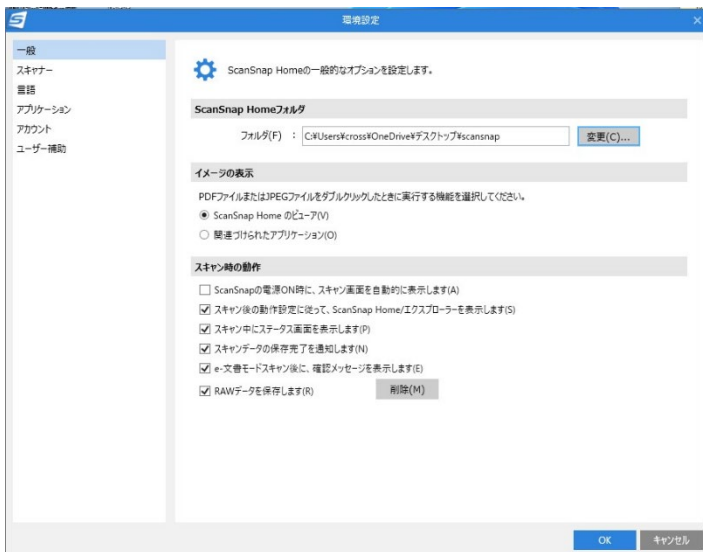 環境設定
一般
スキャナー
言語
アプリケーション
アカウント
ユーザー補助
ScanSnap Homeの一般的なオプションを設定します。
ScanSnap Homeフォルダ
フォルダ(F) : C:¥Users¥cross¥OneDrive¥デスクトップ¥scansnap 変更(C)...
イメージの表示
PDFファイルまたはJPEGファイルをダブルクリックしたときに実行する機能を選択してください。
ScanSnap Home のビューア(V)
関連づけられたアプリケーション(O)
スキャン時の動作
ScanSnapの電源ON時に、スキャン画面を自動的に表示します(A)
スキャン後の動作設定に従って、ScanSnap Home/エクスプローラーを表示します(S)
スキャン中にステータス画面を表示します(P)
スキャンデータの保存完了を通知します(N)
e-文書モードスキャン後に、確認メッセージを表示します(E)
RAWデータを保存します(R) 削除(M)
OK キャンセル